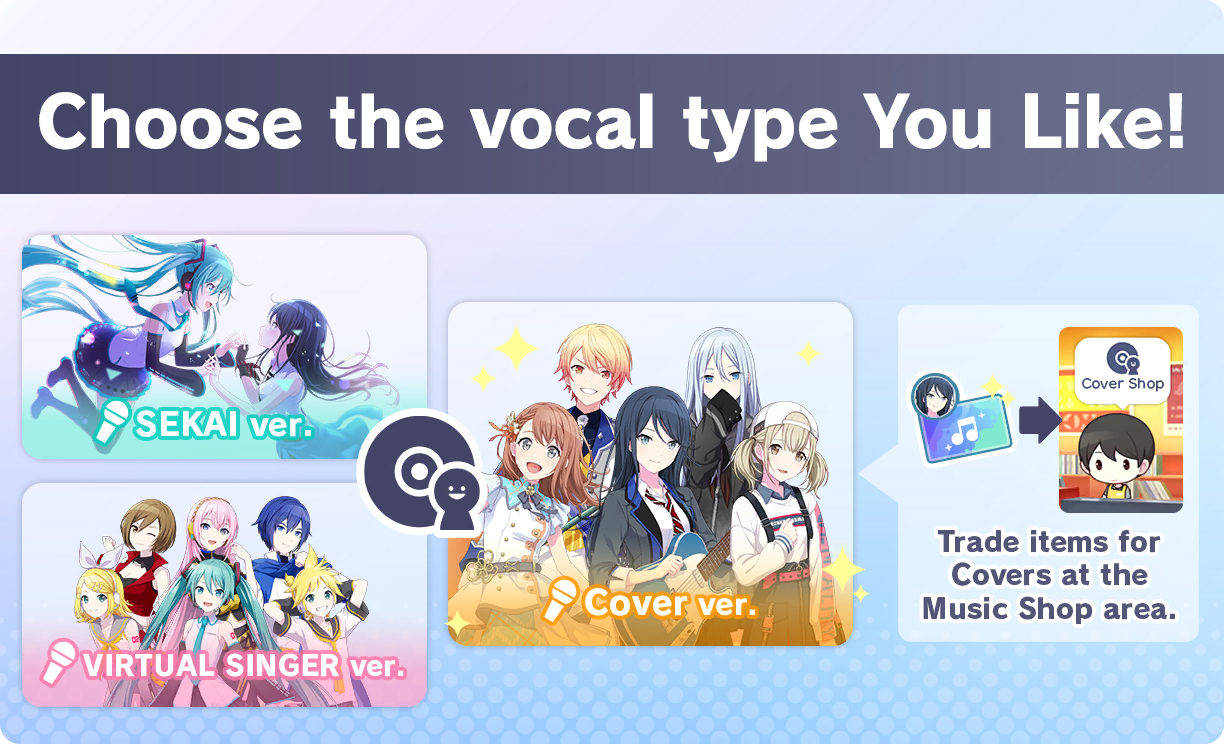 Choose the vocal type You Like!
SEKAI ver.
VIRTUAL SINGER ver.
Cover ver.
Cover Shop
Trade items for
Covers at the
Music Shop area.